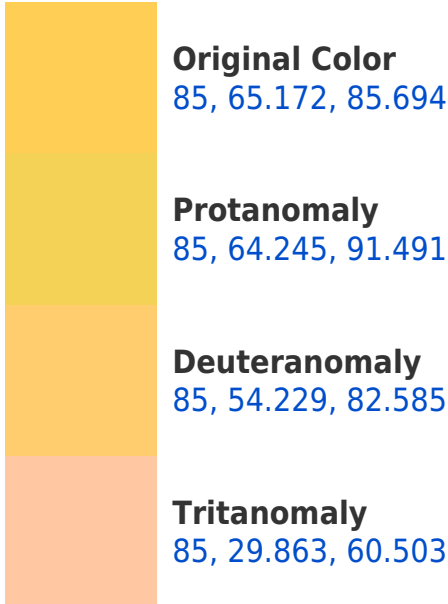 Original Color
85, 65.172, 85.694
Protanomaly
85, 64.245, 91.491
Deuteranomaly
85, 54.229, 82.585
Tritanomaly
85, 29.863, 60.503